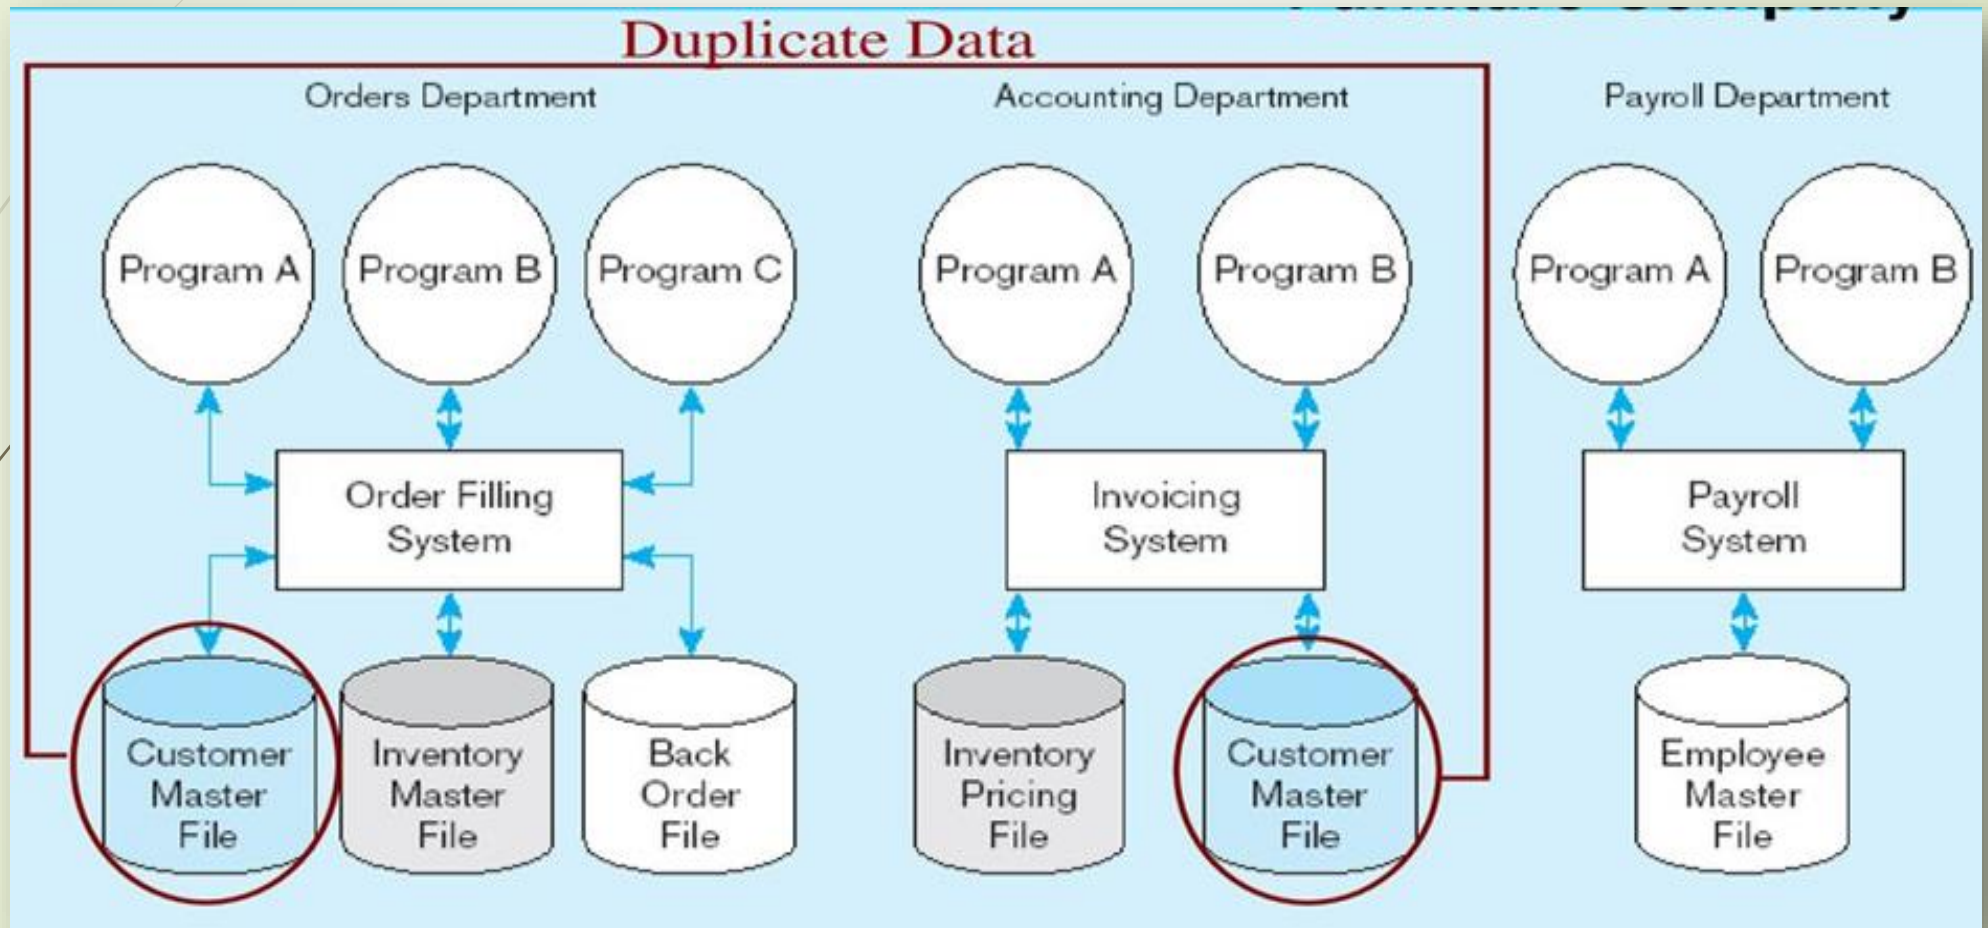 Duplicate Data
Orders Department
Accounting Department
Payroll Department
Program A
Program B
Program C
Program A
Program B
Program A
Program B
Order Filling
System
Invoicing
System
Payroll
System
Customer
Master
File
Inventory
Master
File
Back
Order
File
Inventory
Pricing
File
Customer
Master
File
Employee
Master
File